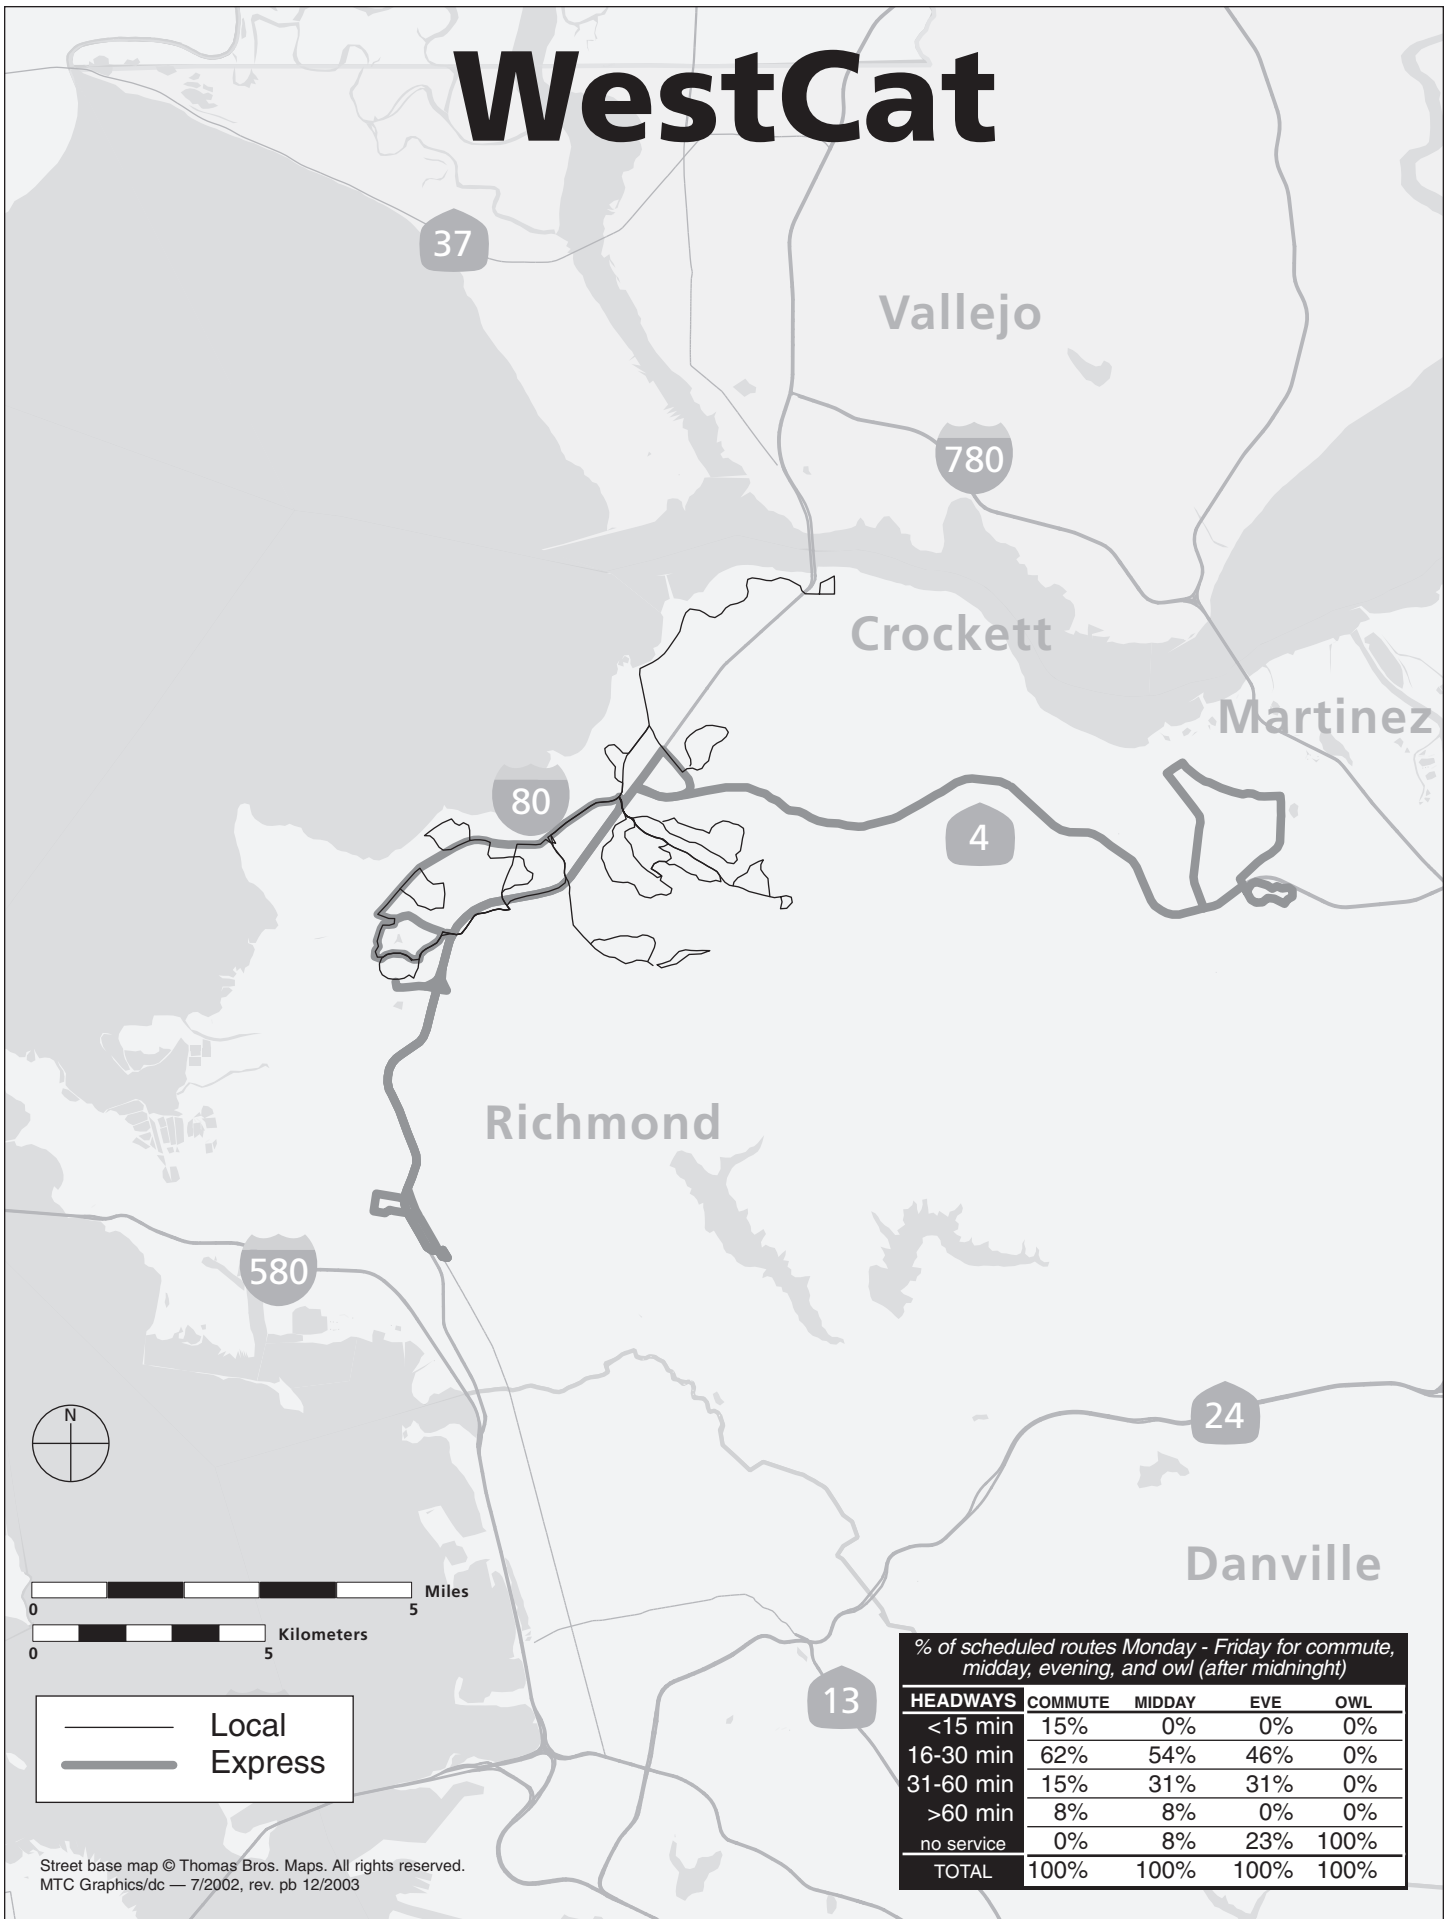 WestCat
37
Vallejo
780
Crockett
Martinez
80
4
Richmond
580
24
N
Danville
Miles
0 5
Kilometers
0 5
13
Local
Express
% of scheduled routes Monday - Friday for commute,
midday, evening, and owl (after midninght)
HEADWAYS COMMUTE MIDDAY EVE OWL
<15 min 15% 0% 0% 0%
16-30 min 62% 54% 46% 0%
31-60 min 15% 31% 31% 0%
>60 min 8% 8% 0% 0%
no service 0% 8% 23% 100%
TOTAL 100% 100% 100% 100%
Street base map © Thomas Bros. Maps. All rights reserved.
MTC Graphics/dc — 7/2002, rev. pb 12/2003